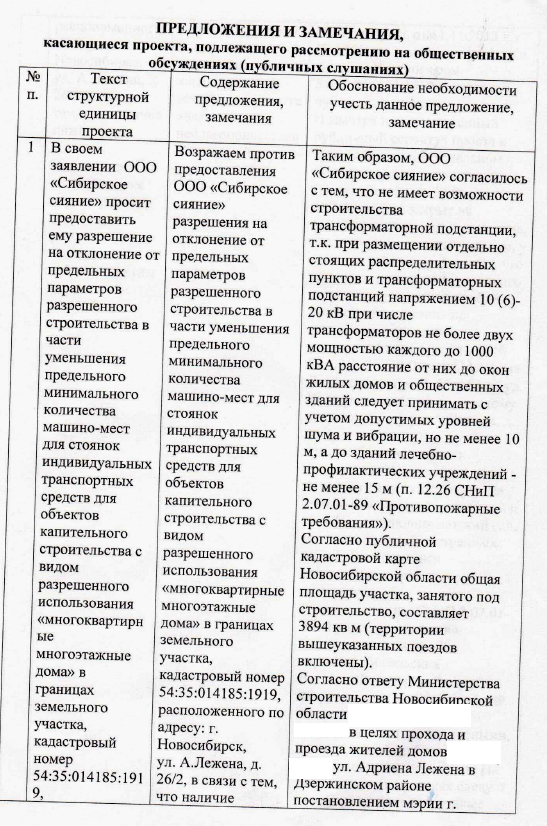 ПРЕДЛОЖЕНИЯ И ЗАМЕЧАНИЯ,
касающиеся проекта, подлежащего рассмотрению на общественных
обсуждениях (публичных слушаниях)
№
п.
Текст
структурной
единицы
проекта
Содержание
предложения,
замечания
Обоснование необходимости
учесть данное предложение,
замечание
1
В своем
заявлении ООО
«Сибирское
сияние» просит
предоставить
ему разрешение
на отклонение от
предельных
параметров
разрешенного
строительства в
части
уменьшения
предельного
минимального
количества
машино-мест
для стоянок
индивидуальных
транспортных
средств для
объектов
капительного
строительства с
видом
разрешенного
использования
«многоквартирн
ые
многоэтажные
дома» в
границах
земельного
участка,
кадастровый
номер
54:35:014185:191
9,
Возражаем против
предоставления
ООО «Сибирское
сияние»
разрешения на
отклонение от
предельных
параметров
разрешенного
строительства в
части уменьшения
предельного
минимального
количества
машино-мест для
стоянок
индивидуальных
транспортных
средств для
объектов
капительного
строительства с
видом
разрешенного
использования
«многоквартирные
многоэтажные
дома» в границах
земельного
участка,
кадастровый номер
54:35:014185:1919,
расположенного по
адресу: г.
Новосибирск,
ул. А.Лежена, д.
26/2, в связи с тем,
что наличие
Таким образом, ООО
«Сибирское сияние» согласилось
с тем, что не имеет возможности
строительства
трансформаторной подстанции,
т.к. при размещении отдельно
стоящих распределительных
пунктов и трансформаторных
подстанций напряжением 10 (6)-
20 кВ при числе
трансформаторов не более двух
мощностью каждого до 1000
кВА расстояние от них до окон
жилых домов и общественных
зданий следует принимать с
учетом допустимых уровней
шума и вибрации, но не менее 10
м, а до зданий лечебно-
профилактических учреждений -
не менее 15 м (п. 12.26 СНиП
2.07.01-89 «Противопожарные
требования»).
Согласно публичной
кадастровой карте
Новосибирской области общая
площадь участка, занятого под
строительство, составляет
3894 кв м (территории
вышеуказанных поездов
включены).
Согласно ответу Министерства
строительства Новосибирской
области
в целях прохода и
проезда жителей домов
ул. Адриена Лежена в
Дзержинском районе
постановлением мэрии г.